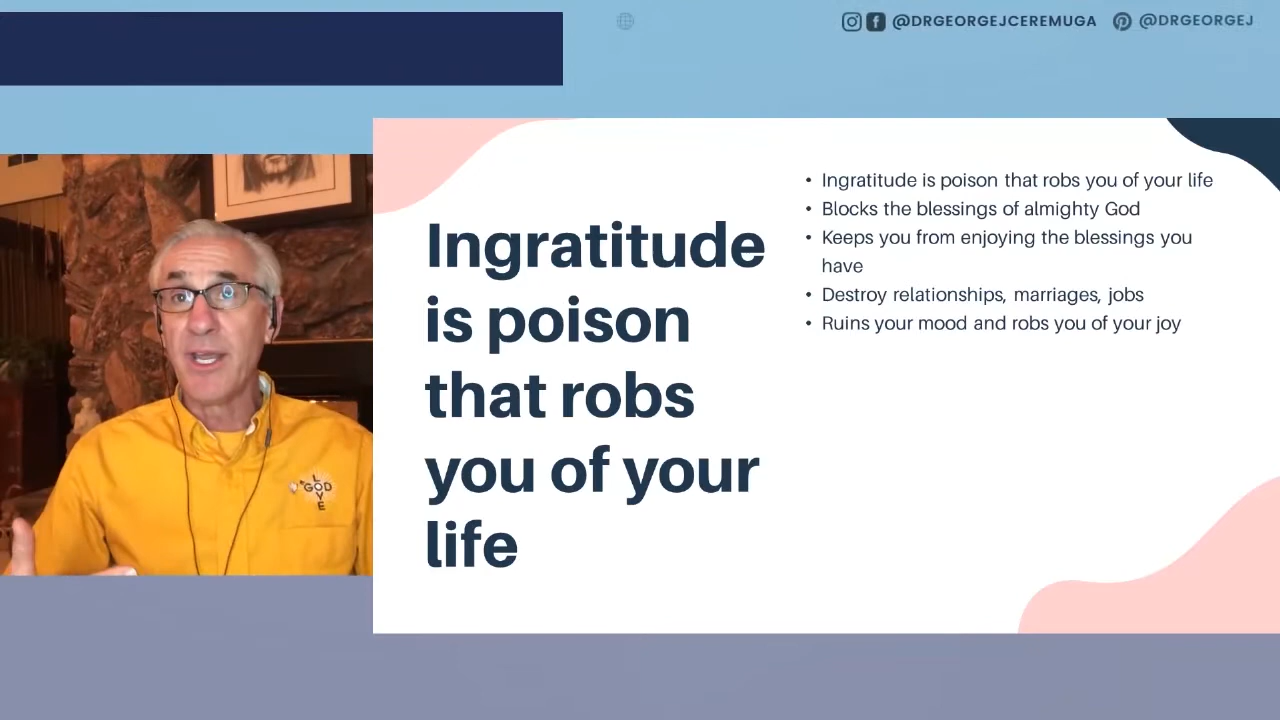 @DRGEORGEJCEREMUGA @DRGEORGEJ
Ingratitude
is poison
that robs
you of your
life
• Ingratitude is poison that robs you of your life
• Blocks the blessings of almighty God
• Keeps you from enjoying the blessings you
have
• Destroy relationships, marriages, jobs
• Ruins your mood and robs you of your joy
L
GOD
V
E